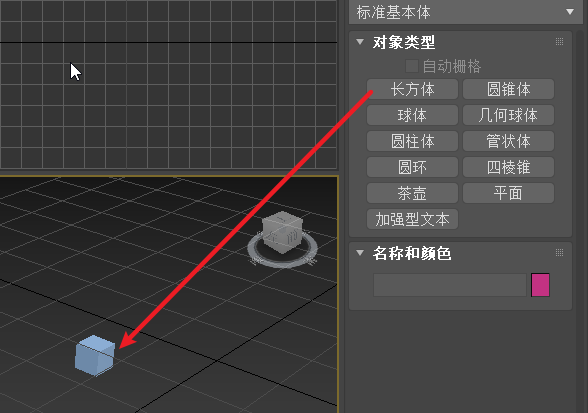 标准基本体
对象类型
自动栅格
长方体 圆锥体
球体 几何球体
圆柱体 管状体
圆环 四棱锥
茶壶 平面
加强型文本
名称和颜色